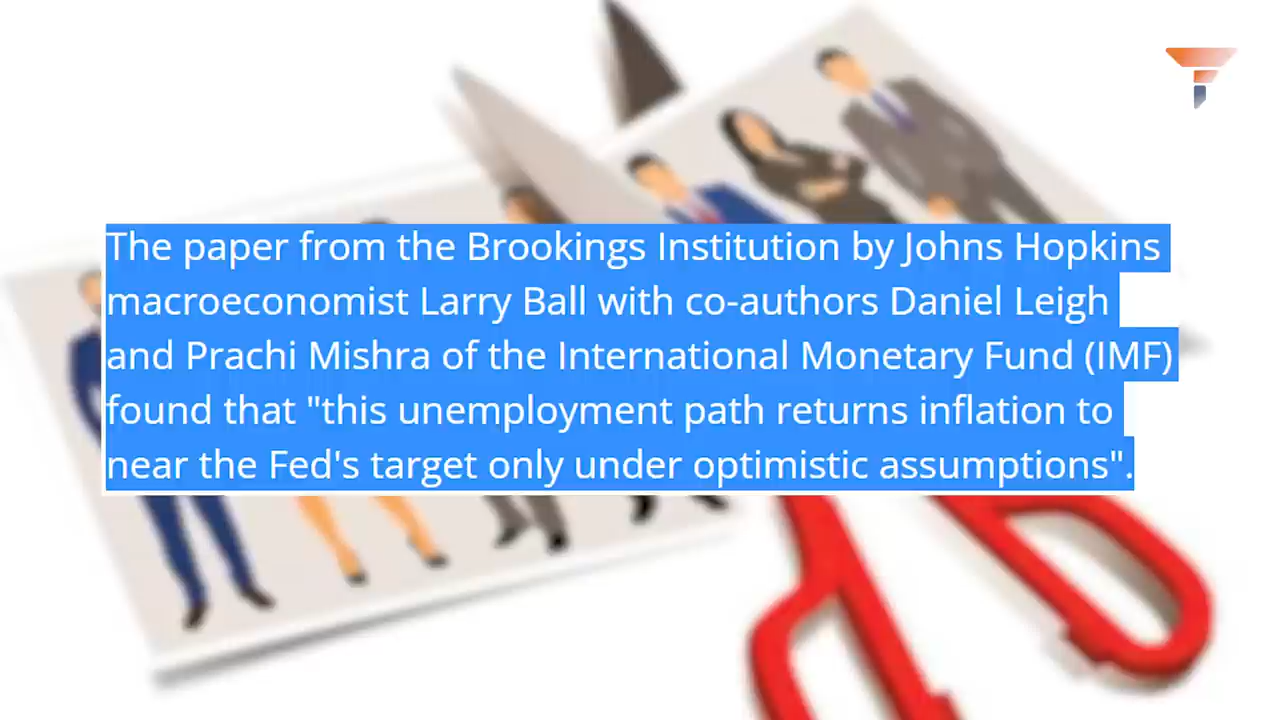 The paper from the Brookings Institution by Johns Hopkins
macroeconomist Larry Ball with co-authors Daniel Leigh
and Prachi Mishra of the International Monetary Fund (IMF)
found that "this unemployment path returns inflation to
near the Fed's target only under optimistic assumptions".